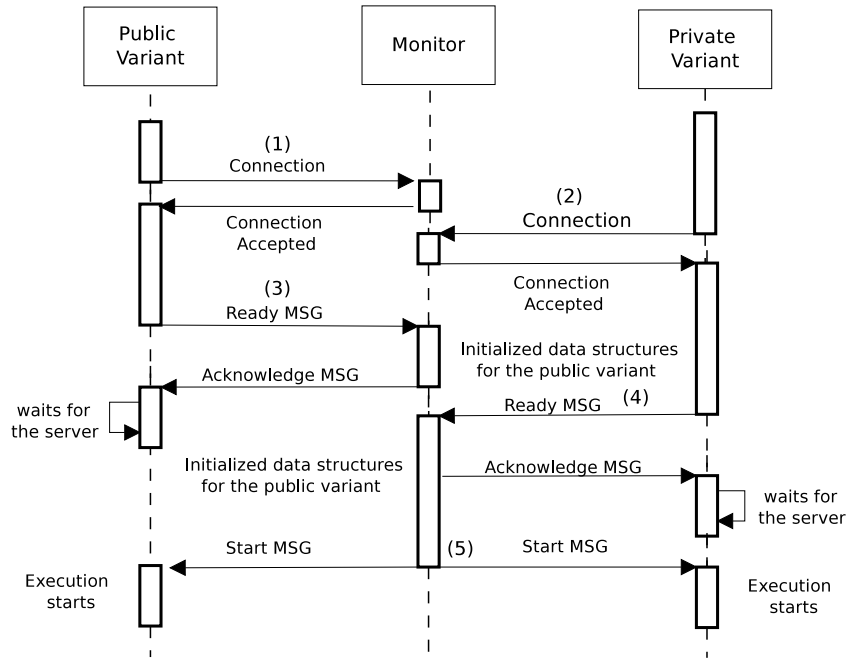 Public
Variant
Monitor
Private
Variant
(1)
Connection
(2)
Connection
Connection
Accepted
Connection
Accepted
(3)
Ready MSG
Initialized data structures
for the public variant
Acknowledge MSG
Ready MSG
(4)
waits for
the server
Initialized data structures
for the public variant
Acknowledge MSG
waits for
the server
Start MSG
(5)
Start MSG
Execution
starts
Execution
starts